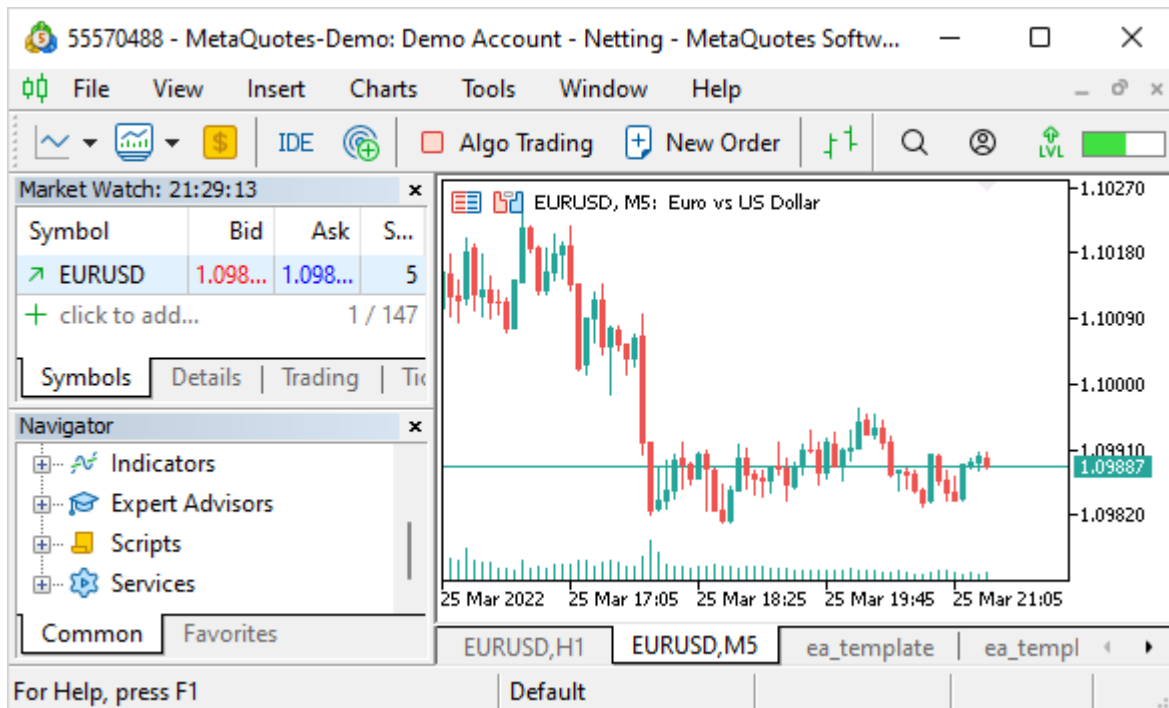 55570488 - MetaQuotes-Demo: Demo Account - Netting - MetaQuotes Softw...
File View Insert Charts Tools Window Help
IDE Algo Trading New Order LVL
Market Watch: 21:29:13
Symbol Bid Ask S...
EURUSD 1.098... 1.098... 5
click to add... 1 / 147
Symbols Details Trading Tic
Navigator
Indicators
Expert Advisors
Scripts
Services
Common Favorites
EURUSD, M5: Euro vs US Dollar
1.10270
1.10180
1.10090
1.10000
1.09910
1.09887
1.09820
25 Mar 2022 25 Mar 17:05 25 Mar 18:25 25 Mar 19:45 25 Mar 21:05
EURUSD,H1 EURUSD,M5 ea_template ea_templ
For Help, press F1 Default